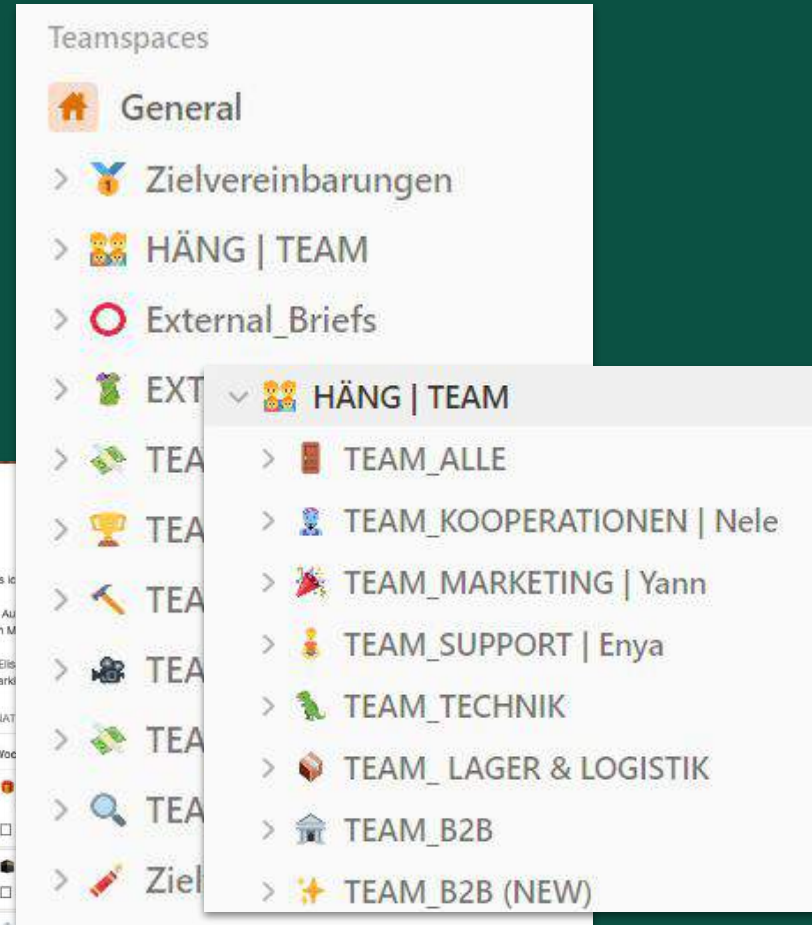 Teamspaces
General
Zielvereinbarungen
HÄNG | TEAM
External_Briefs
EXT
TEA
TEA
TEA
TEA
TEA
TEA
Ziel
HÄNG | TEAM
TEAM_ALLE
TEAM_KOOPERATIONEN | Nele
TEAM_MARKETING | Yann
TEAM_SUPPORT | Enya
TEAM_TECHNIK
TEAM_ LAGER & LOGISTIK
TEAM_B2B
TEAM_B2B (NEW)